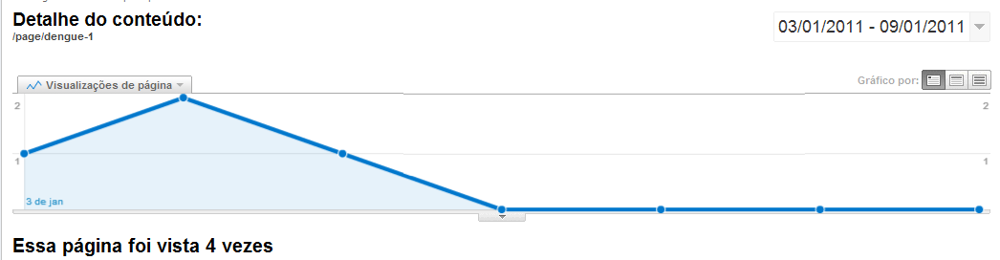 Detalhe do conteúdo:
/page/dengue-1
03/01/2011 - 09/01/2011
Visualizações de página
Gráfico por:
2 2
1 1
3 de jan
Essa página foi vista 4 vezes